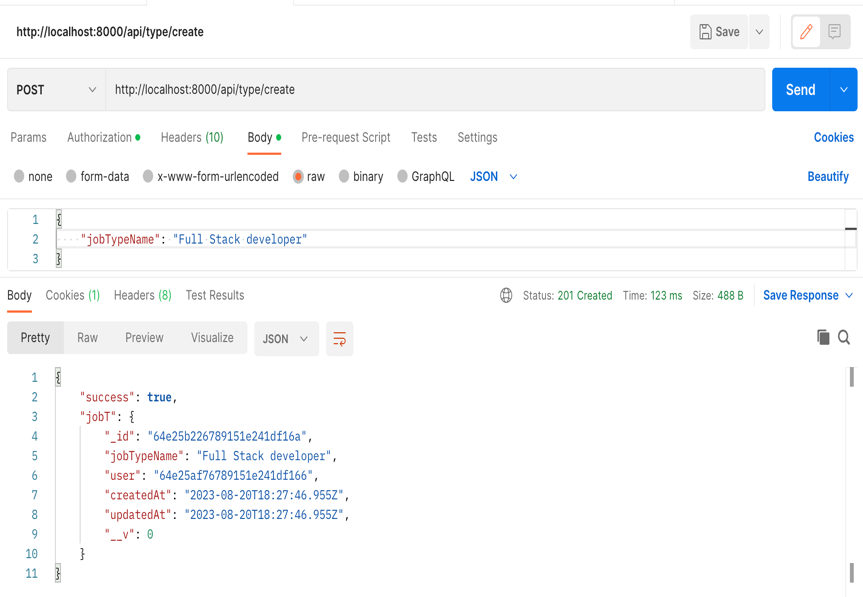 http://localhost:8000/api/type/create Save
POST http://localhost:8000/api/type/create Send
Params Authorization Headers (10) Body Pre-request Script Tests Settings Cookies
none form-data x-www-form-urlencoded raw binary GraphQL JSON Beautify
1 {
2 ····"jobTypeName":·"Full·Stack·developer"
3 }
Body Cookies (1) Headers (8) Test Results Status: 201 Created Time: 123 ms Size: 488 B Save Response
Pretty Raw Preview Visualize JSON
1 {
2 "success": true,
3 "jobT": {
4 "_id": "64e25b226789151e241df16a",
5 "jobTypeName": "Full Stack developer",
6 "user": "64e25af76789151e241df166",
7 "createdAt": "2023-08-20T18:27:46.955Z",
8 "updatedAt": "2023-08-20T18:27:46.955Z",
9 "__v": 0
10 }
11 }